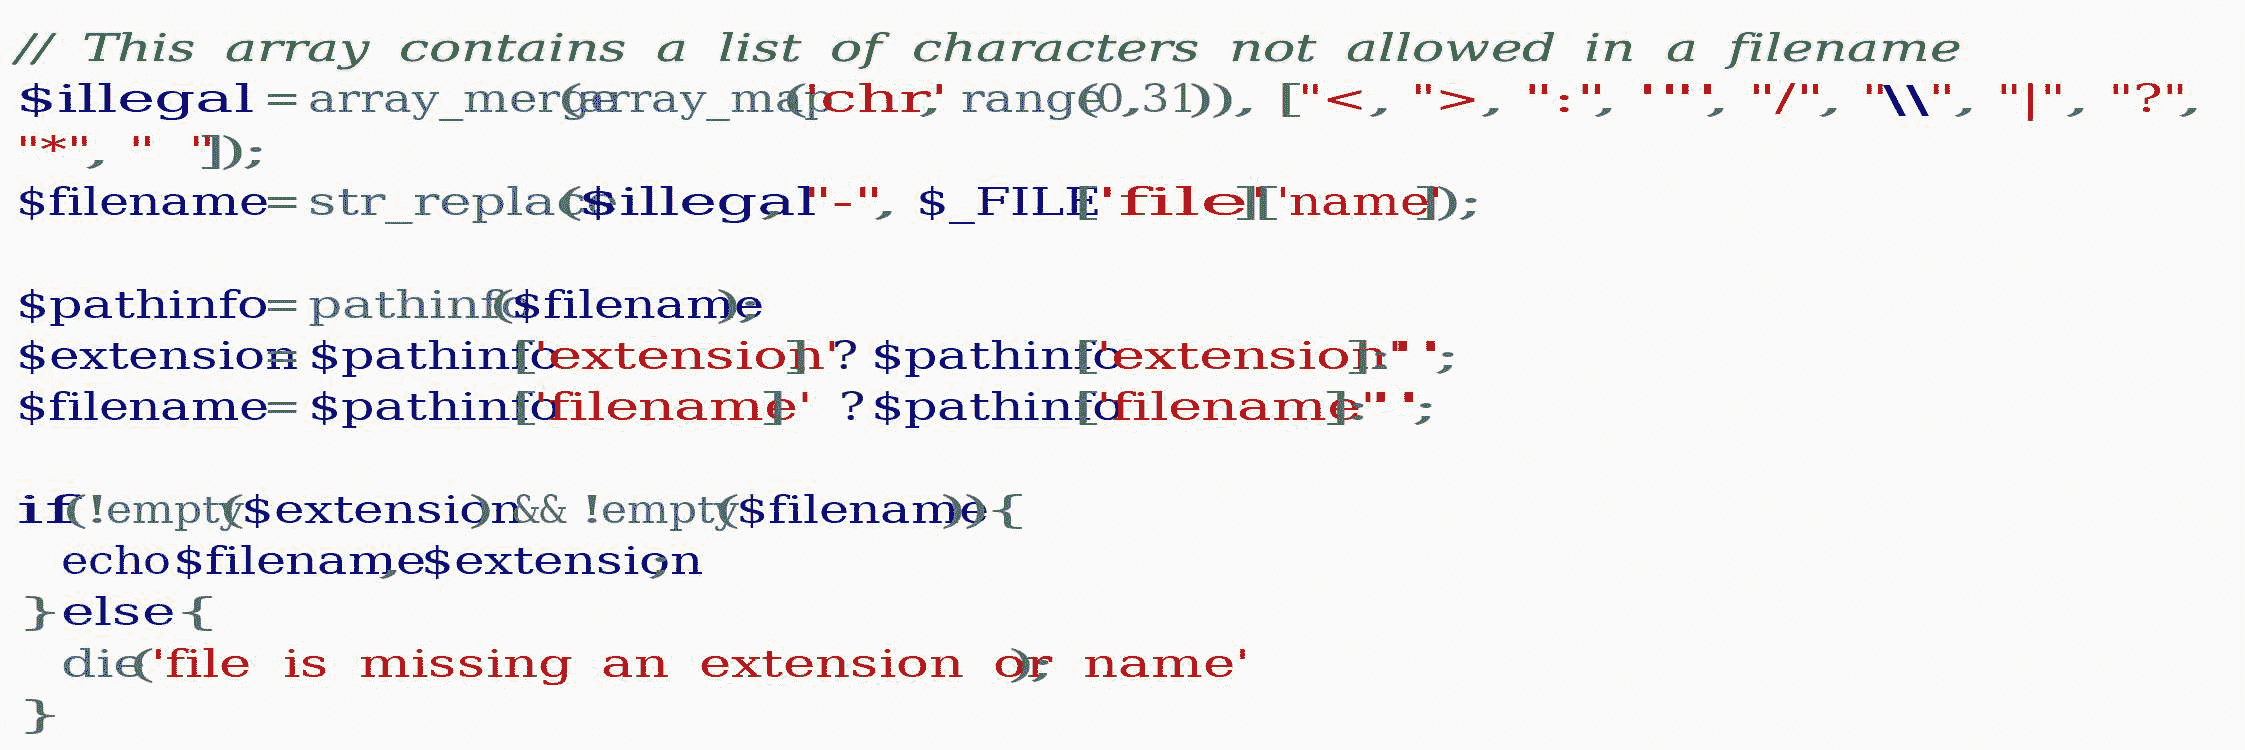 // This array contains a list of characters not allowed in a filename
$illegal = array_merge(array_map('chr', range(0,31)), ["<, ">, ":", '"', "/", "\\", "|", "?",
"*", " "]);
$filename = str_replace($illegal, "-", $_FILE['file']['name']);
$pathinfo = pathinfo($filename);
$extension = $pathinfo['extension'] ? $pathinfo['extension']:'';
$filename = $pathinfo['filename'] ? $pathinfo['filename']:'';
if(!empty($extension) && !empty($filename)){
echo $filename, $extension;
} else {
die('file is missing an extension or name');
}